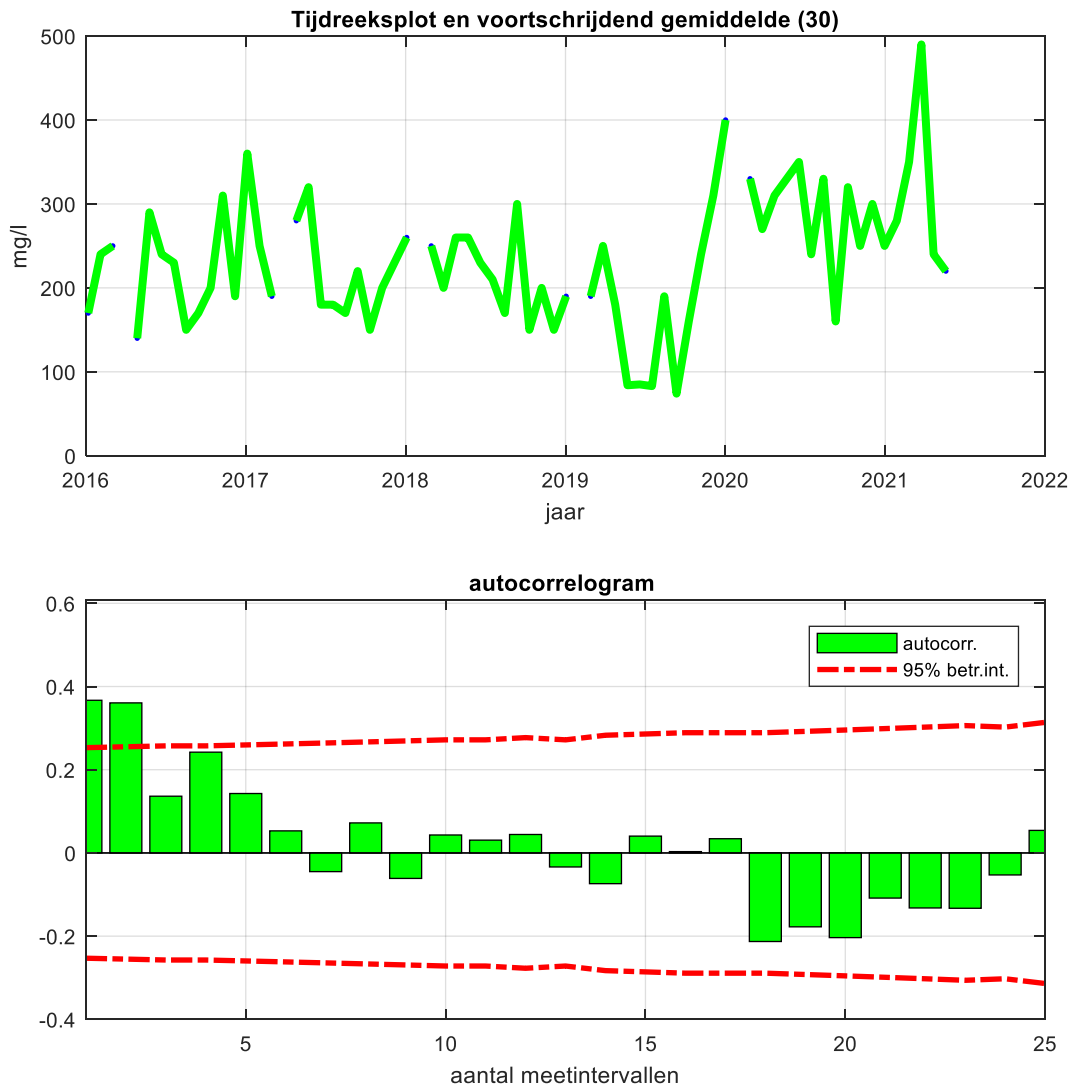 Tijdreeksplot en voortschrijdend gemiddelde (30)
500
400
300
200
100
0
mg/l
2016 2017 2018 2019 2020 2021 2022
jaar
autocorrelogram
0.6
0.4
0.2
0
-0.2
-0.4
autocorr.
95% betr.int.
5 10 15 20 25
aantal meetintervallen